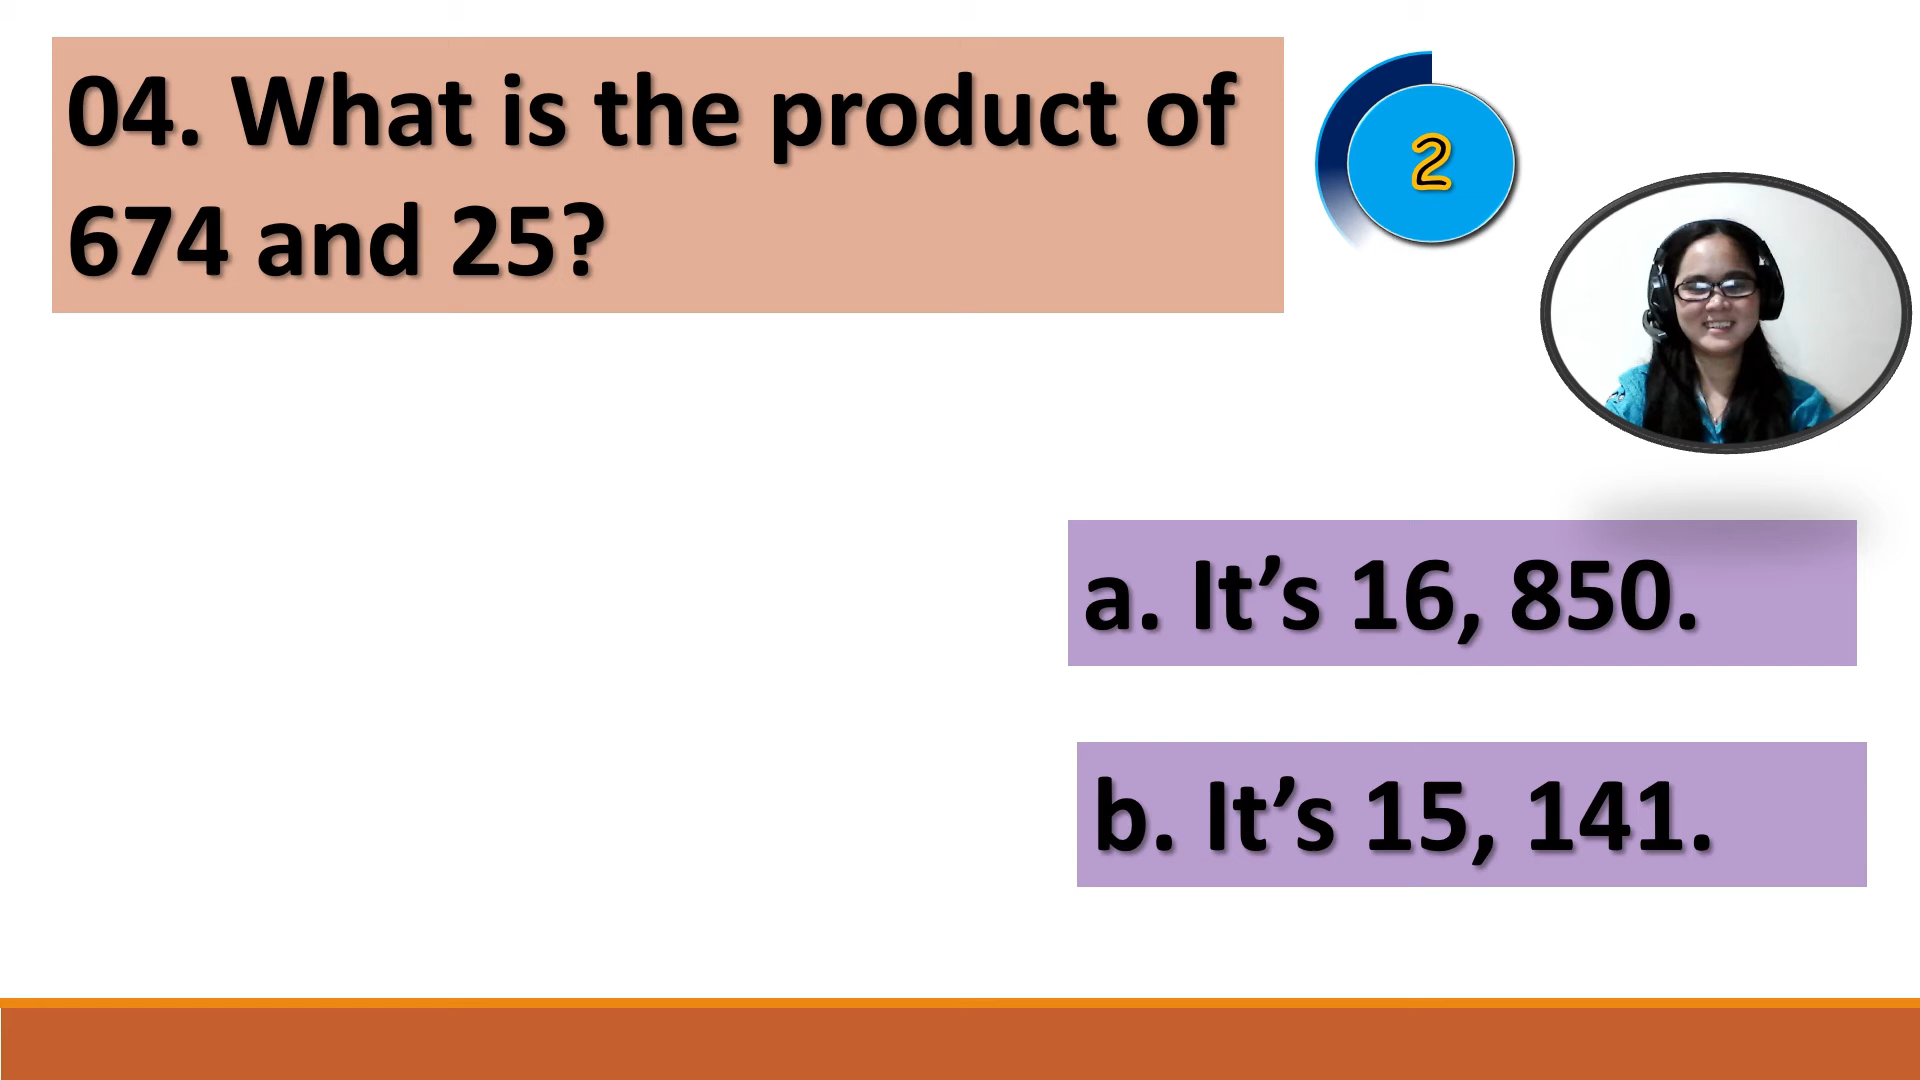 04. What is the product of
674 and 25?
2
a. It’s 16, 850.
b. It’s 15, 141.